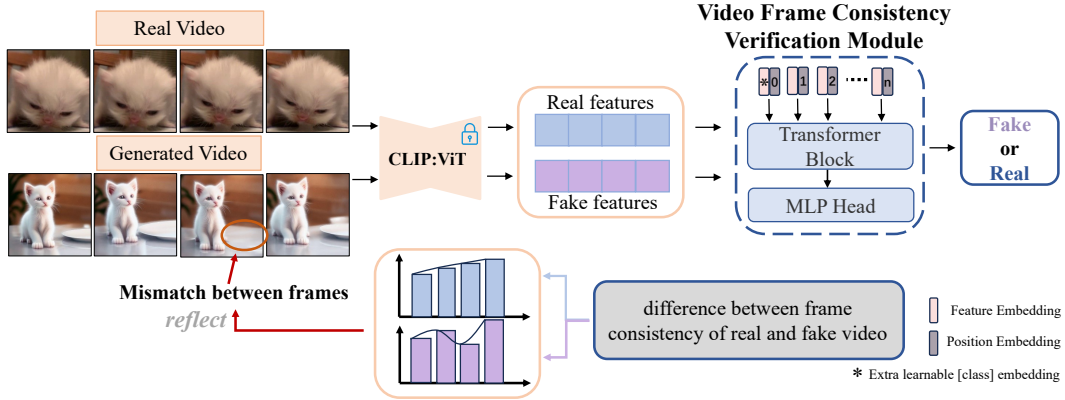 Real Video
Generated Video
Mismatch between frames
reflect
CLIP:ViT
Real features
Fake features
Video Frame Consistency
Verification Module
* 0 1 2 ····· n
Transformer
Block
MLP Head
Fake
or
Real
difference between frame
consistency of real and fake video
Feature Embedding
Position Embedding
* Extra learnable [class] embedding